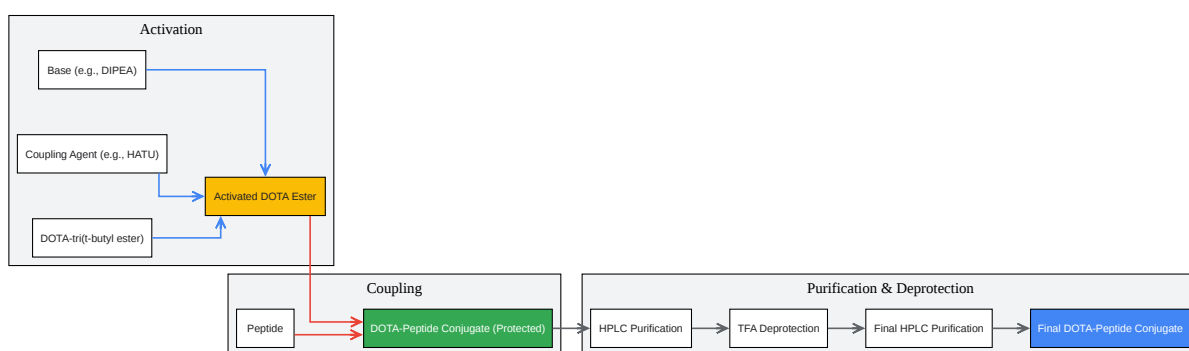 Activation
Base (e.g., DIPEA)
Coupling Agent (e.g., HATU)
Activated DOTA Ester
DOTA-tri(t-butyl ester)
Coupling
Peptide
DOTA-Peptide Conjugate (Protected)
Purification & Deprotection
HPLC Purification
TFA Deprotection
Final HPLC Purification
Final DOTA-Peptide Conjugate